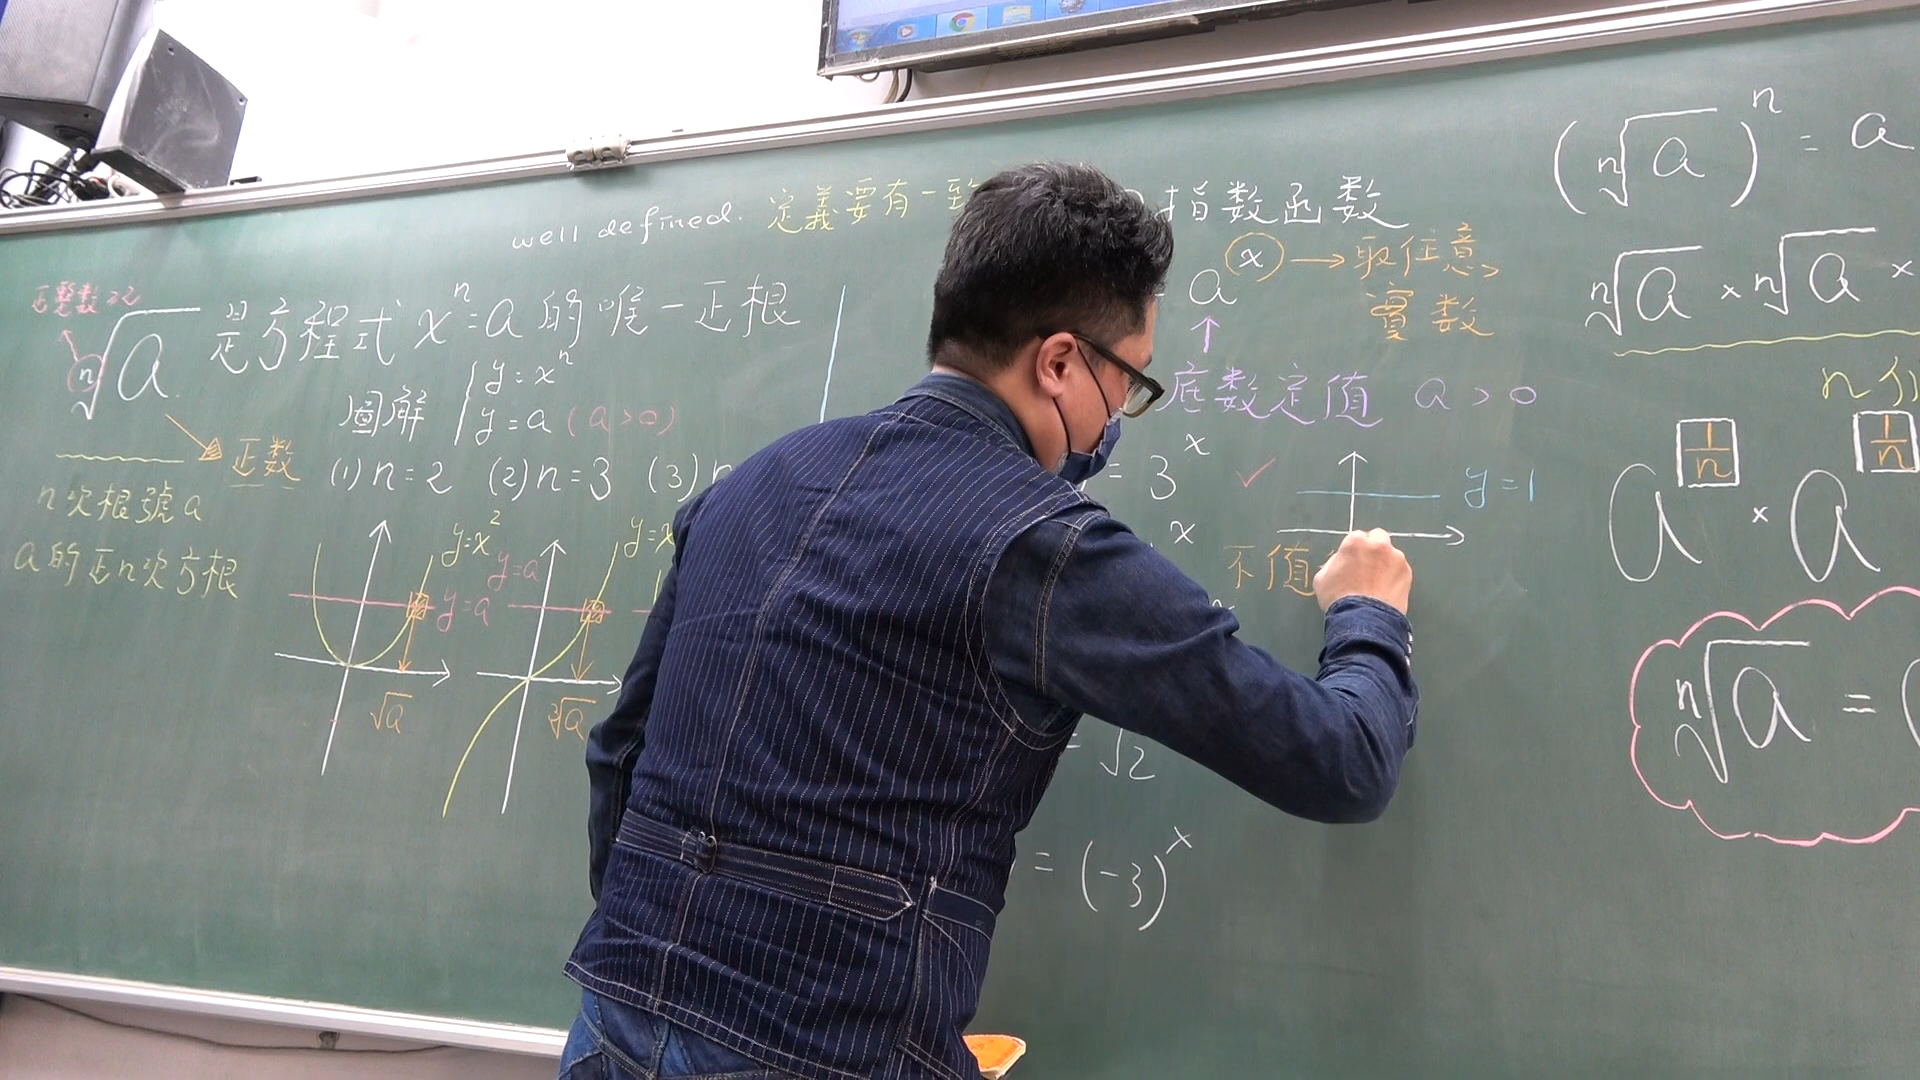 well defined. 定義要有一致
正整數≥2
ⁿ√a 是方程式 xⁿ=a 的唯一正根
圖解 { y=xⁿ
y=a (a>0)
正數
(1) n=2 (2) n=3 (3) n
n次根號a
a的正n次方根
y=x²
y=a
√a
y=x
y=a
³√a
指數函數
aˣ → 取任意
實數
↑
底數定值 a>0
= 3ˣ ✓
y=1
x
不值
= √2
= (-3)ˣ
(ⁿ√a)ⁿ = a
ⁿ√a × ⁿ√a ×
n
a^(1/n) × a^(1/n)
ⁿ√a = (